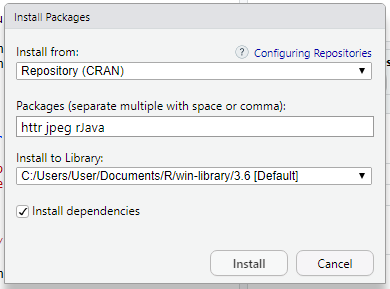 Install Packages
Install from:
? Configuring Repositories
Repository (CRAN)
Packages (separate multiple with space or comma):
httr jpeg rJava
Install to Library:
C:/Users/User/Documents/R/win-library/3.6 [Default]
Install dependencies
Install
Cancel